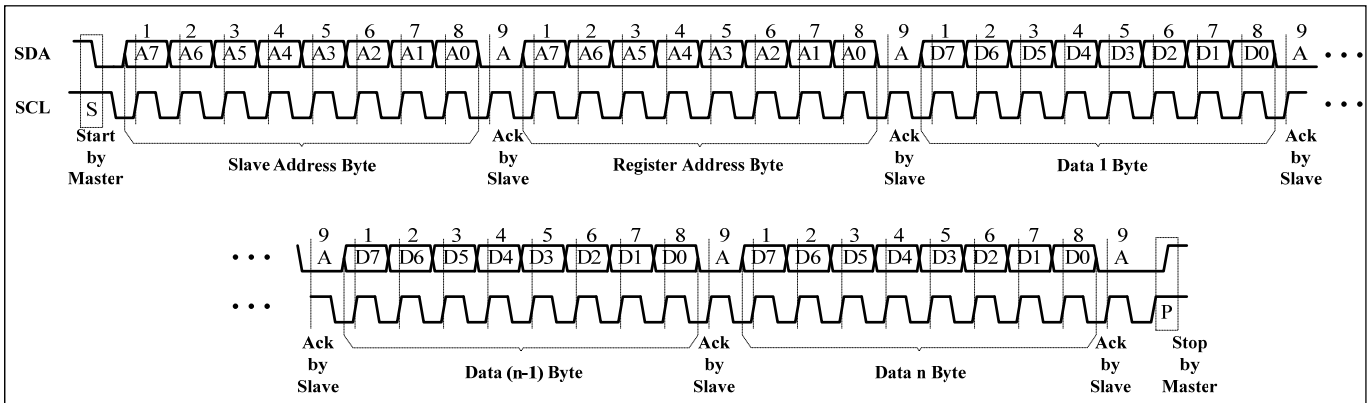 1 2 3 4 5 6 7 8 9 1 2 3 4 5 6 7 8 9 1 2 3 4 5 6 7 8 9
SDA A7 A6 A5 A4 A3 A2 A1 A0 A A7 A6 A5 A4 A3 A2 A1 A0 A D7 D6 D5 D4 D3 D2 D1 D0 A • • •
SCL S • • •
Start by Master
Slave Address Byte
Ack by Slave
Register Address Byte
Ack by Slave
Data 1 Byte
Ack by Slave
9 1 2 3 4 5 6 7 8 9 1 2 3 4 5 6 7 8 9
• • • A D7 D6 D5 D4 D3 D2 D1 D0 A D7 D6 D5 D4 D3 D2 D1 D0 A
• • • P
Ack by Slave
Data (n-1) Byte
Ack by Slave
Data n Byte
Ack by Slave
Stop by Master